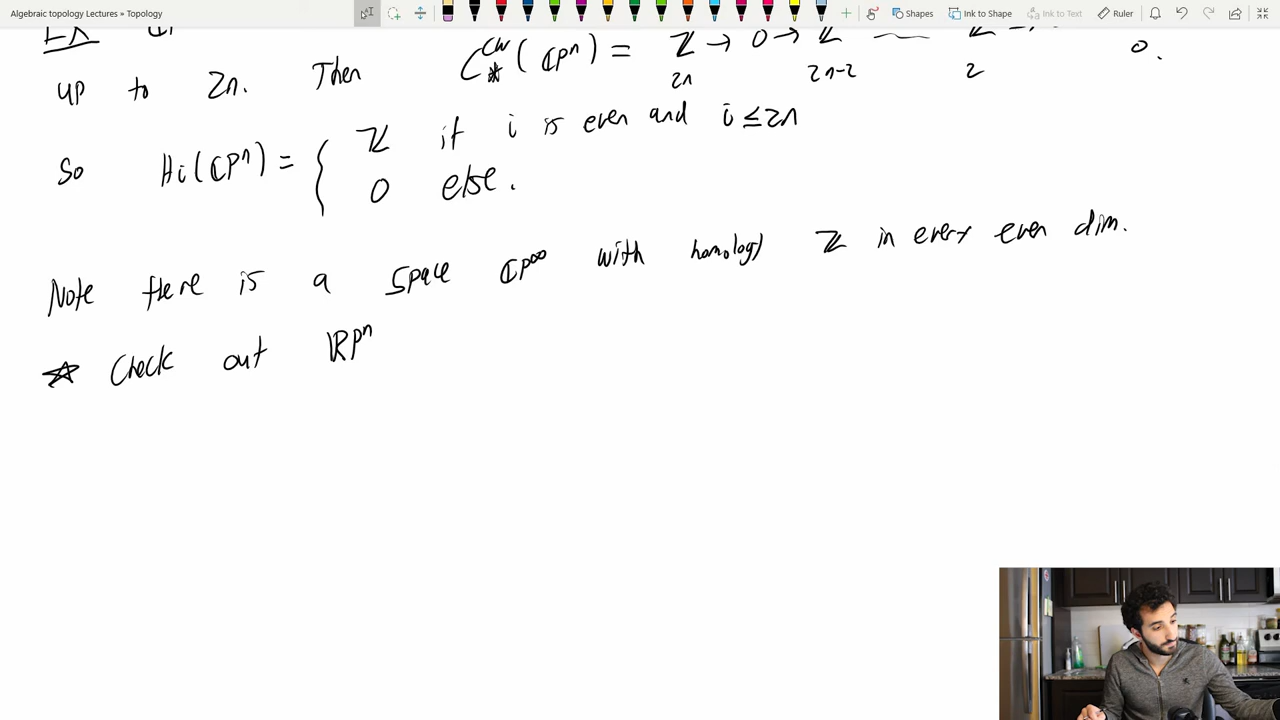 Algebraic topology Lectures – Topology
Shapes Ink to Shape Ink to Text Ruler
Ex
C_*^{CW}(ℂPⁿ) = ℤ → 0 → ℤ —— ℤ
0.
up to 2n. Then
2n 2n-2 2
So Hi(ℂPⁿ) = { ℤ if i is even and i ≤ 2n
0 else.
Note there is a space ℂP^∞ with homology ℤ in every even dim.
☆ Check out ℝPⁿ